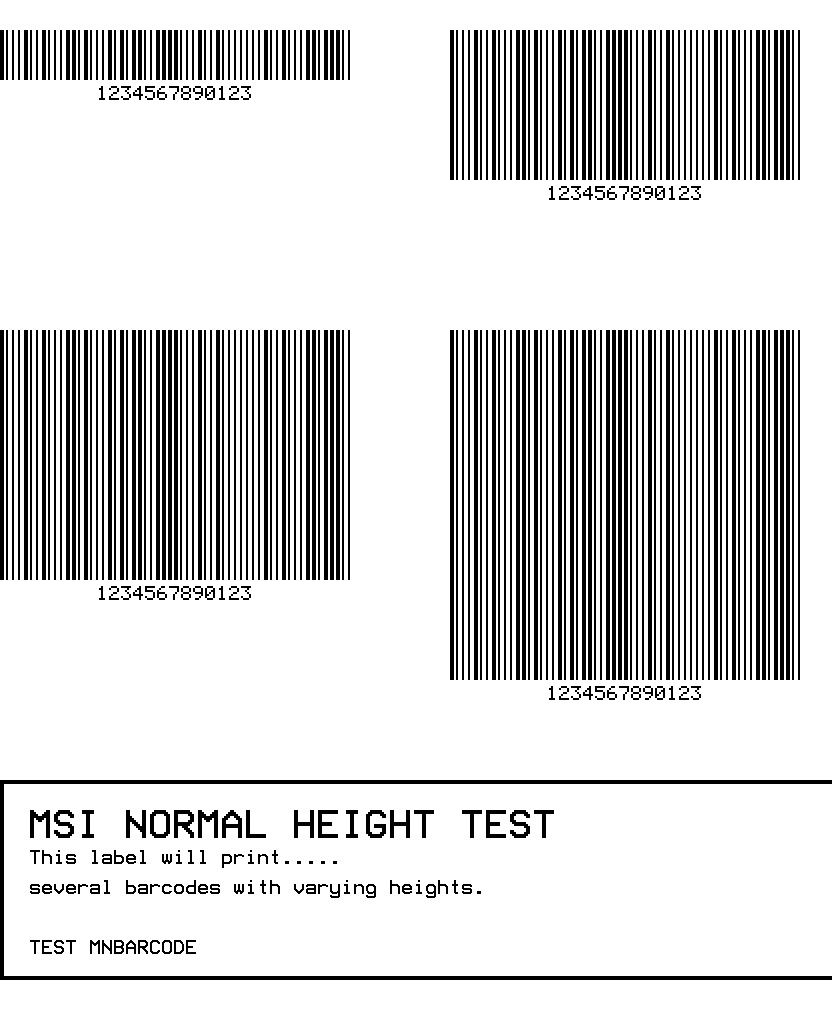 1234567890123
1234567890123
1234567890123
1234567890123
MSI NORMAL HEIGHT TEST
This label will print.....
several barcodes with varying heights.
TEST MNBARCODE